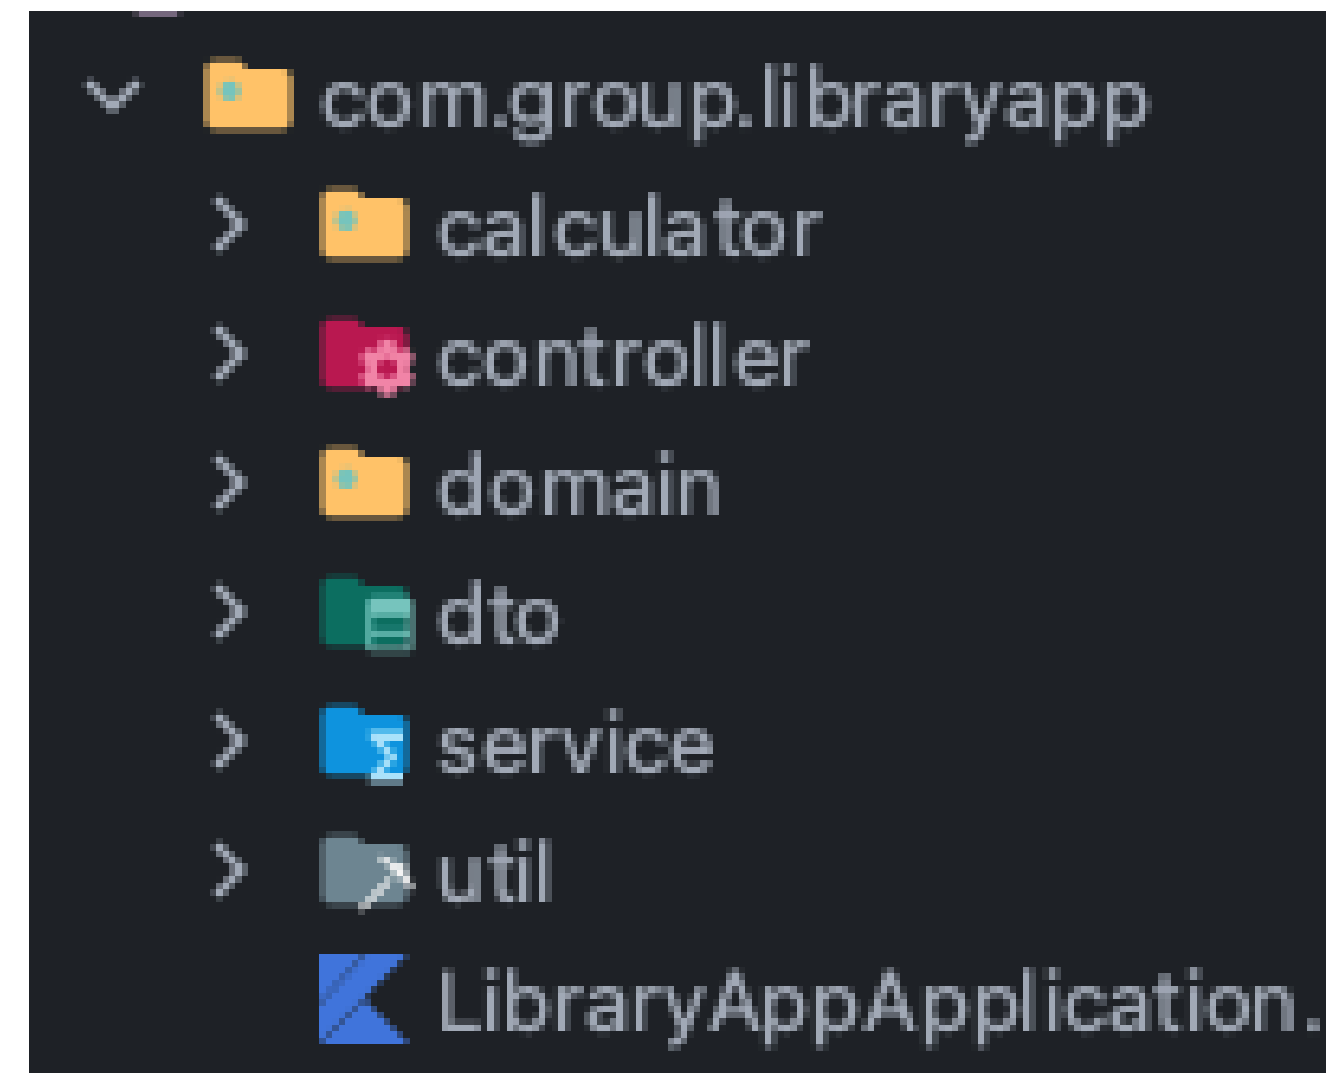 com.group.libraryapp
calculator
controller
domain
dto
service
util
LibraryAppApplication.